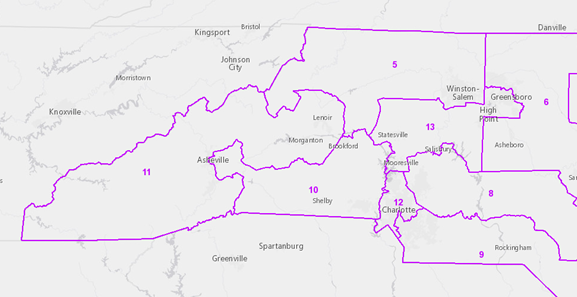 Bristol
Danville
Kingsport
Johnson
City
5
Morristown
Winston-
Salem
Greensboro
6
Knoxville
High
Point
Lenoir
13
Statesville
Morganton
Brookford
Asheboro
Salisbury
Asheville
Mooresville
11
10
8
Shelby
12
Charlotte
Rockingham
Spartanburg
9
Greenville